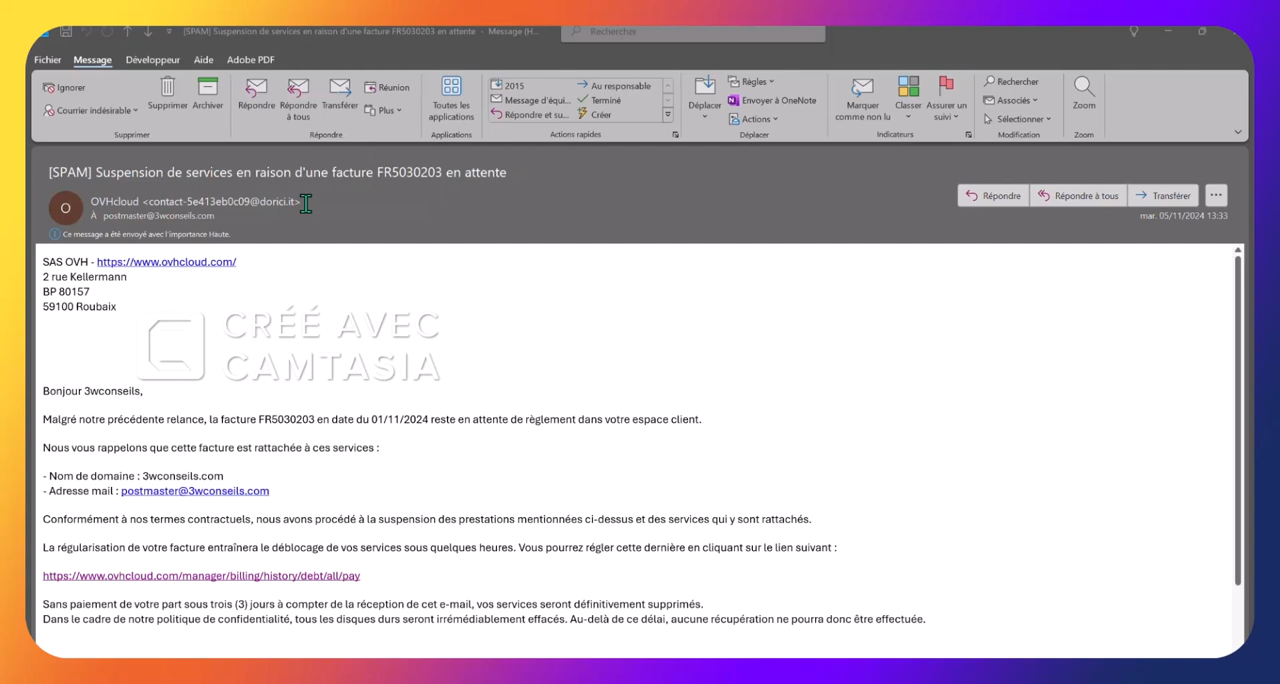 [SPAM] Suspension de services en raison d'une facture FR5030203 en attente - Message (H...
Rechercher
Fichier Message Développeur Aide Adobe PDF
Ignorer
Courrier indésirable
Supprimer
Archiver
Supprimer
Répondre
Répondre à tous
Transférer
Réunion
Plus
Répondre
Toutes les applications
Applications
2015
Message d'équi...
Répondre et su...
Au responsable
Terminé
Créer
Actions rapides
Déplacer
Règles
Envoyer à OneNote
Actions
Déplacer
Marquer comme non lu
Classer
Assurer un suivi
Indicateurs
Rechercher
Associés
Sélectionner
Modification
Zoom
Zoom
[SPAM] Suspension de services en raison d'une facture FR5030203 en attente
O
OVHcloud <contact-5e413eb0c09@dorici.it>
À postmaster@3wconseils.com
Ce message a été envoyé avec l'importance Haute.
Répondre
Répondre à tous
Transférer
...
mar. 05/11/2024 13:33
SAS OVH - https://www.ovhcloud.com/
2 rue Kellermann
BP 80157
59100 Roubaix
CRÉÉ AVEC
CAMTASIA
Bonjour 3wconseils,
Malgré notre précédente relance, la facture FR5030203 en date du 01/11/2024 reste en attente de règlement dans votre espace client.
Nous vous rappelons que cette facture est rattachée à ces services :
- Nom de domaine : 3wconseils.com
- Adresse mail : postmaster@3wconseils.com
Conformément à nos termes contractuels, nous avons procédé à la suspension des prestations mentionnées ci-dessus et des services qui y sont rattachés.
La régularisation de votre facture entraînera le déblocage de vos services sous quelques heures. Vous pourrez régler cette dernière en cliquant sur le lien suivant :
https://www.ovhcloud.com/manager/billing/history/debt/all/pay
Sans paiement de votre part sous trois (3) jours à compter de la réception de cet e-mail, vos services seront définitivement supprimés.
Dans le cadre de notre politique de confidentialité, tous les disques durs seront irrémédiablement effacés. Au-delà de ce délai, aucune récupération ne pourra donc être effectuée.